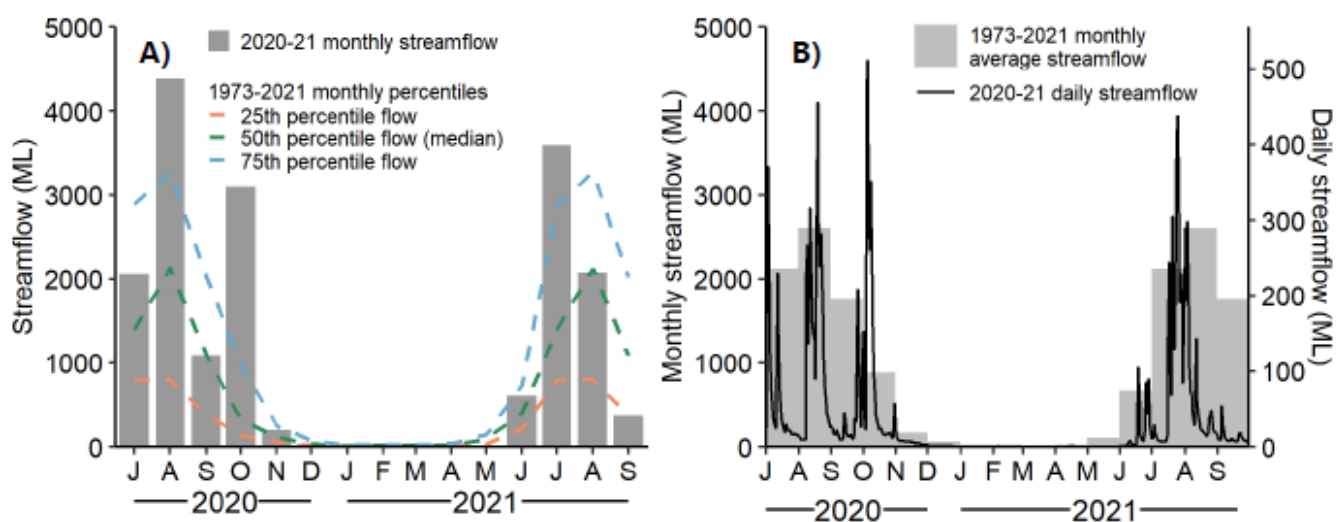 A)
2020-21 monthly streamflow
1973-2021 monthly percentiles
25th percentile flow
50th percentile flow (median)
75th percentile flow
Streamflow (ML)
5000
4000
3000
2000
1000
0
J A S O N D J F M A M J J A S
2020 2021
B)
1973-2021 monthly
average streamflow
2020-21 daily streamflow
Monthly streamflow (ML)
5000
4000
3000
2000
1000
0
Daily streamflow (ML)
500
400
300
200
100
0
J A S O N D J F M A M J J A S
2020 2021